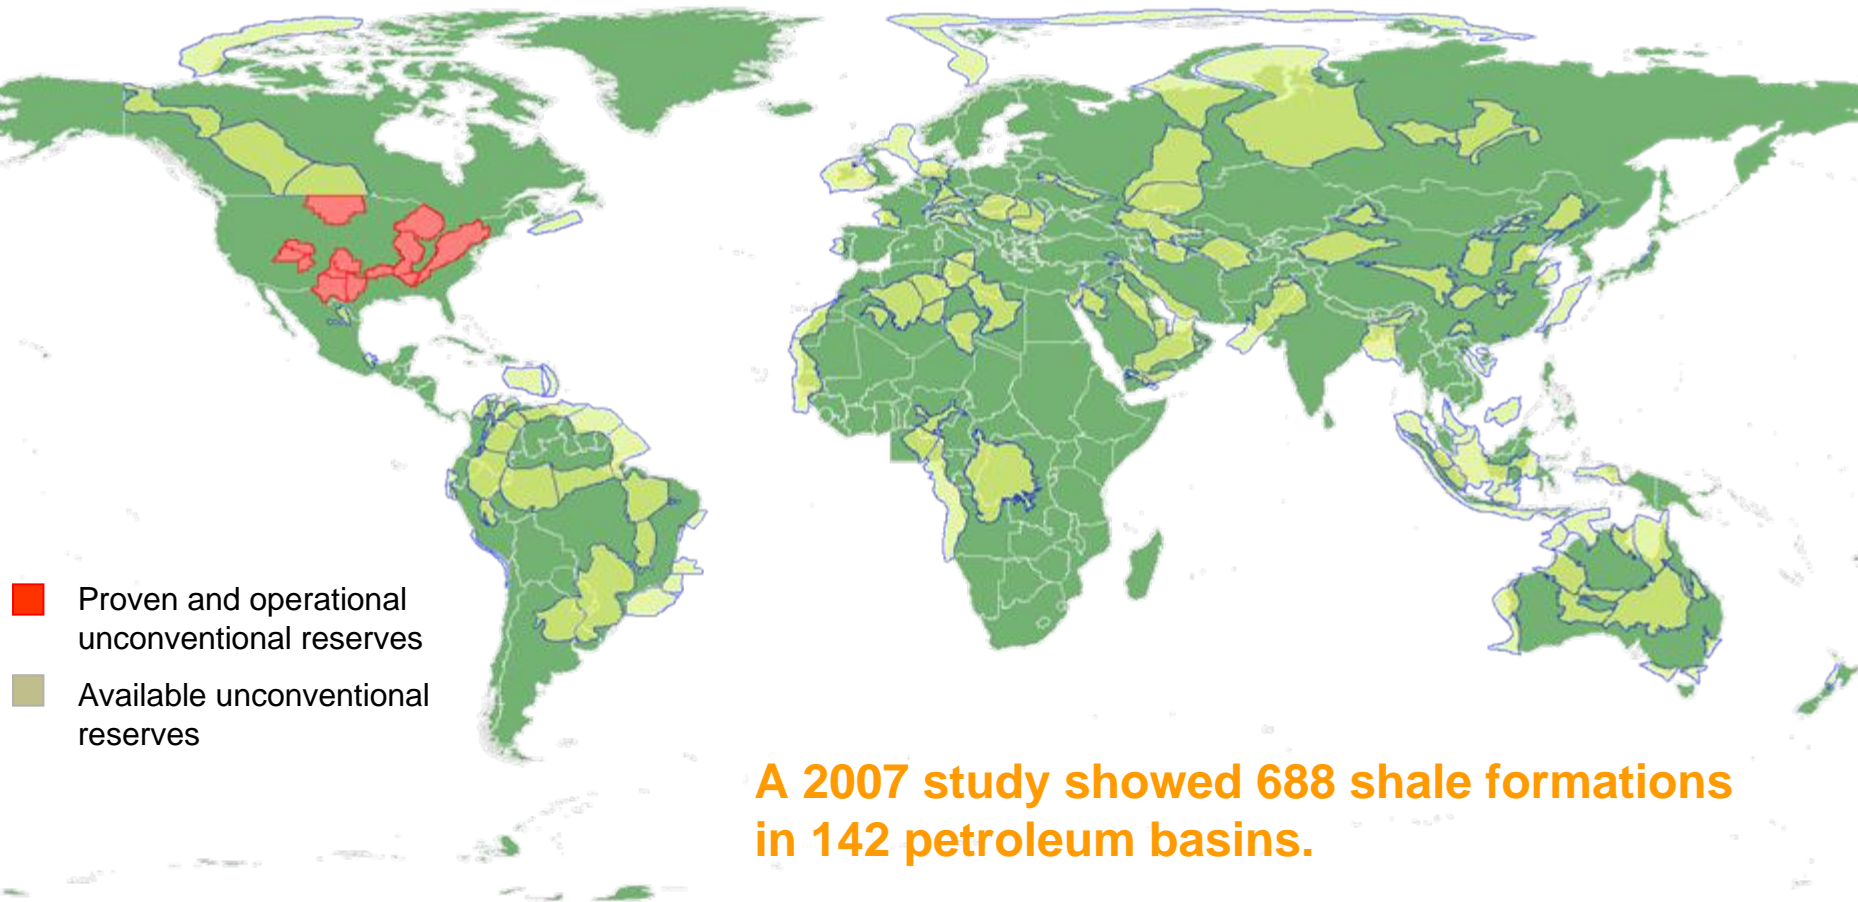 Proven and operational
unconventional reserves
Available unconventional
reserves
A 2007 study showed 688 shale formations
in 142 petroleum basins.